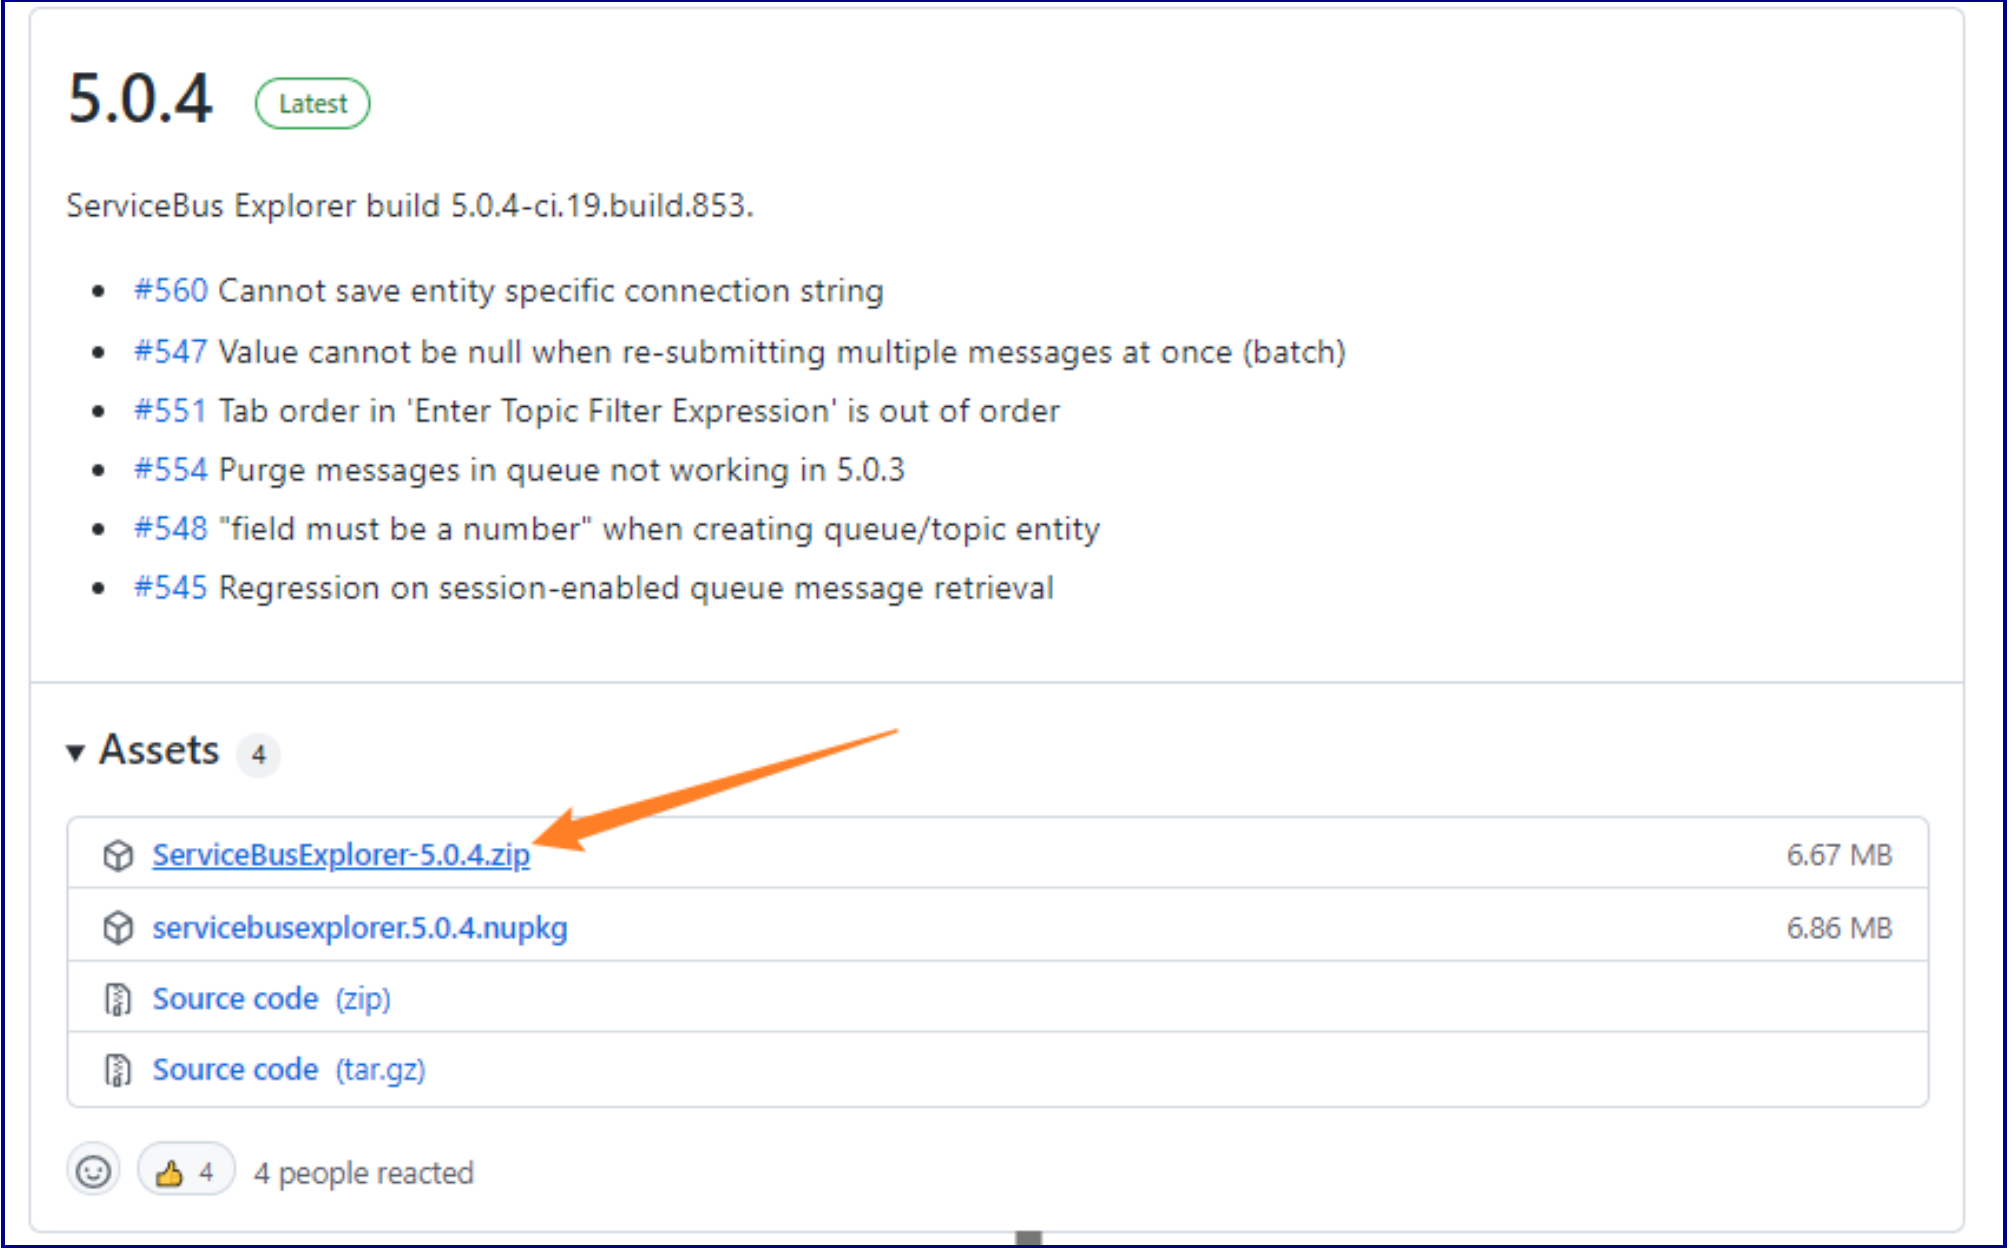 5.0.4 Latest
ServiceBus Explorer build 5.0.4-ci.19.build.853.
#560 Cannot save entity specific connection string
#547 Value cannot be null when re-submitting multiple messages at once (batch)
#551 Tab order in 'Enter Topic Filter Expression' is out of order
#554 Purge messages in queue not working in 5.0.3
#548 "field must be a number" when creating queue/topic entity
#545 Regression on session-enabled queue message retrieval
Assets 4
ServiceBusExplorer-5.0.4.zip 6.67 MB
servicebusexplorer.5.0.4.nupkg 6.86 MB
Source code (zip)
Source code (tar.gz)
4 4 people reacted